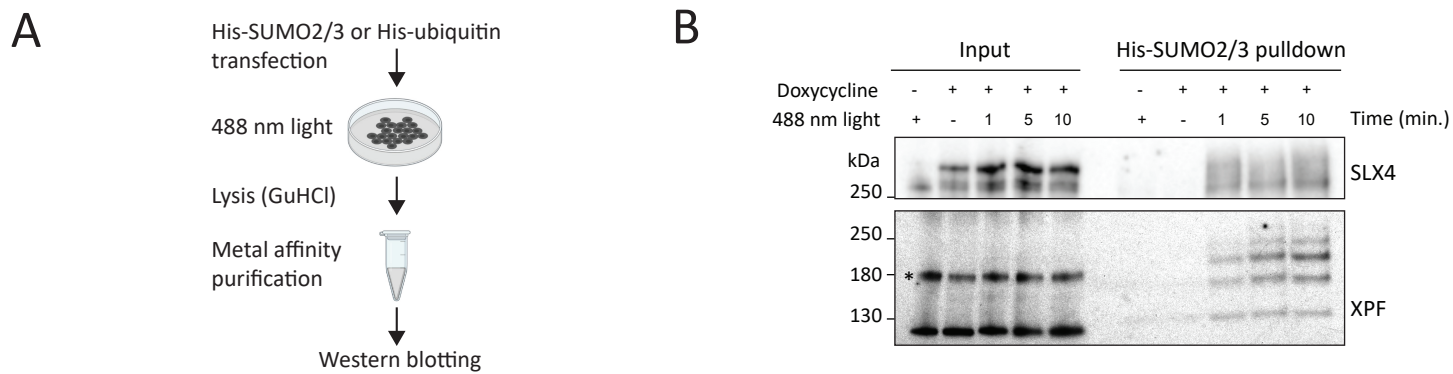 A
His-SUMO2/3 or His-ubiquitin
transfection
488 nm light
Lysis (GuHCl)
Metal affinity
purification
Western blotting
B
Input His-SUMO2/3 pulldown
Doxycycline - + + + + - + + + +
488 nm light + - 1 5 10 + - 1 5 10 Time (min.)
kDa
250
SLX4
250
180 *
130
XPF